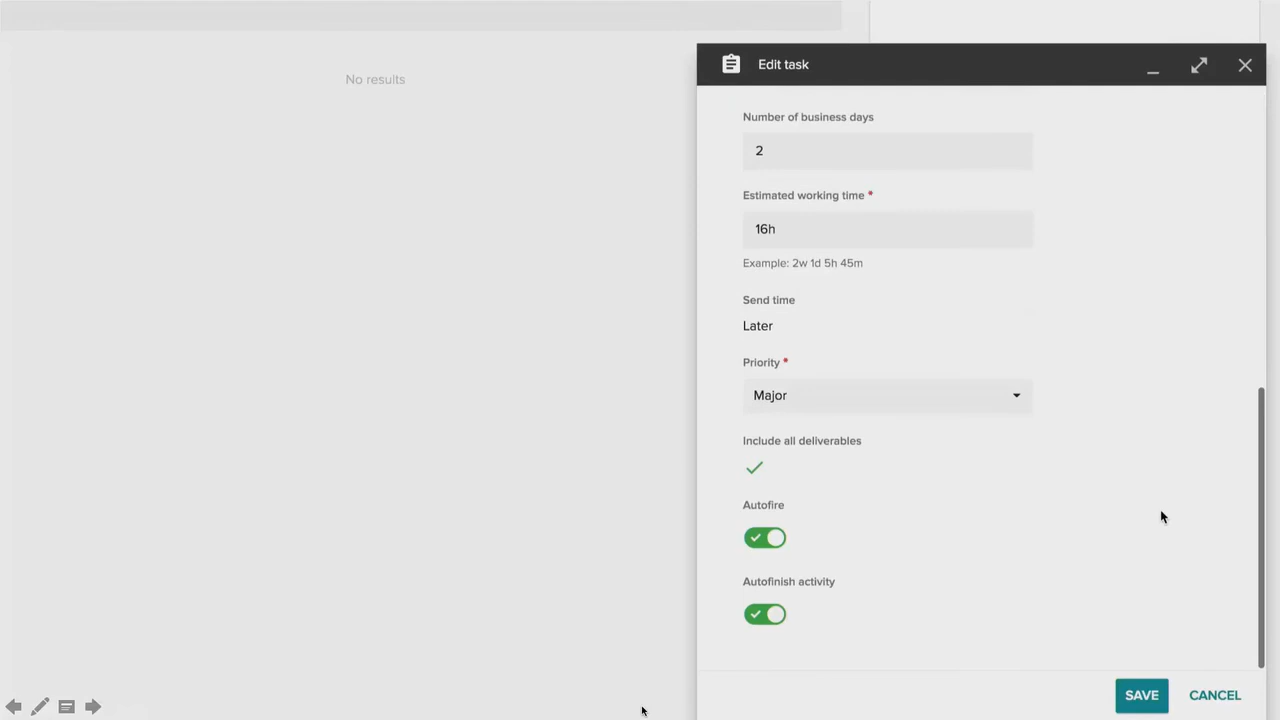 No results
Edit task
Number of business days
2
Estimated working time *
16h
Example: 2w 1d 5h 45m
Send time
Later
Priority *
Major
Include all deliverables
Autofire
Autofinish activity
SAVE CANCEL